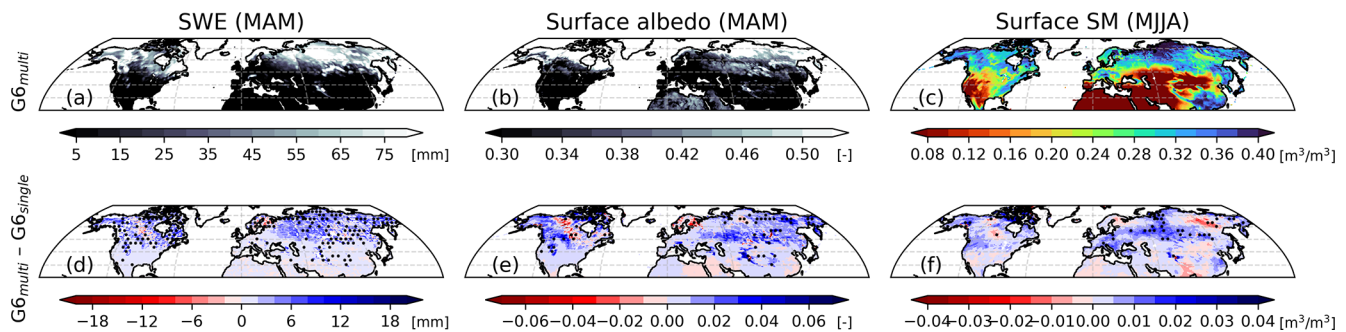 SWE (MAM) Surface albedo (MAM) Surface SM (MJJA)
G6multi
(a) (b) (c)
5 15 25 35 45 55 65 75 [mm]
0.30 0.34 0.38 0.42 0.46 0.50 [-]
0.08 0.12 0.16 0.20 0.24 0.28 0.32 0.36 0.40 [m³/m³]
G6multi − G6single
(d) (e) (f)
−18 −12 −6 0 6 12 18 [mm]
−0.06 −0.04 −0.02 0.00 0.02 0.04 0.06 [-]
−0.04 −0.03 −0.02 −0.01 0.00 0.01 0.02 0.03 0.04 [m³/m³]